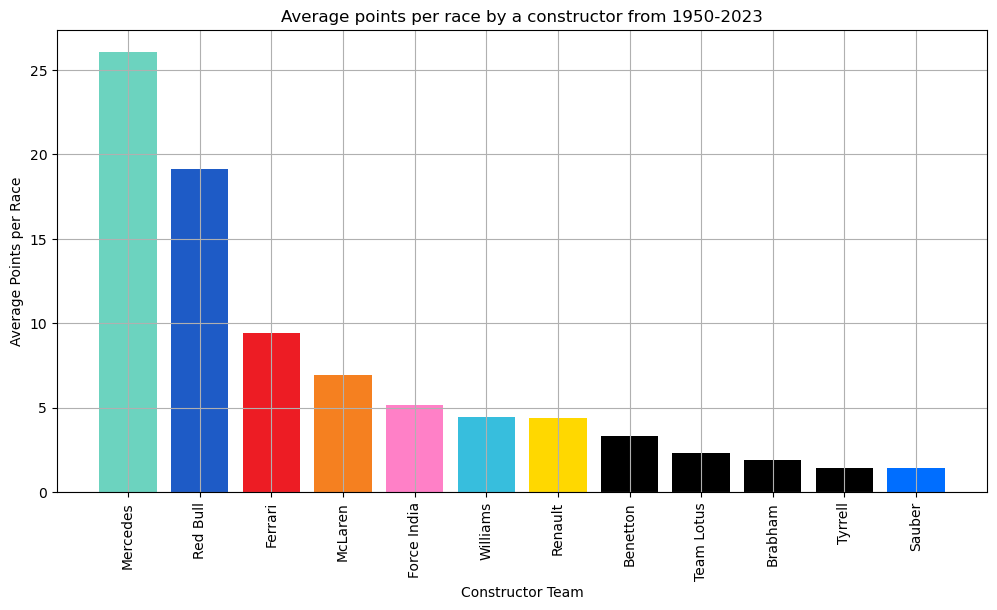 Average points per race by a constructor from 1950-2023
Average Points per Race
25
20
15
10
5
0
Mercedes
Red Bull
Ferrari
McLaren
Force India
Williams
Renault
Benetton
Team Lotus
Brabham
Tyrrell
Sauber
Constructor Team